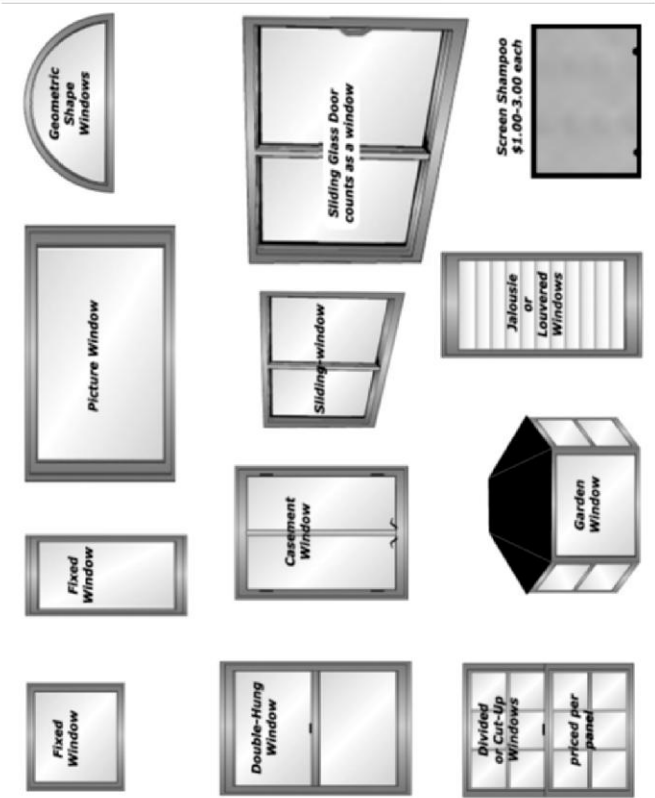 Fixed
Window
Fixed
Window
Picture Window
Geometric
Shape
Windows
Double-Hung
Window
Casement
Window
Sliding-window
Sliding Glass Door
counts as a window
Divided
or Cut-Up
Windows
priced per
panel
Garden
Window
Jalousie
or
Louvered
Windows
Screen Shampoo
$1.00-3.00 each